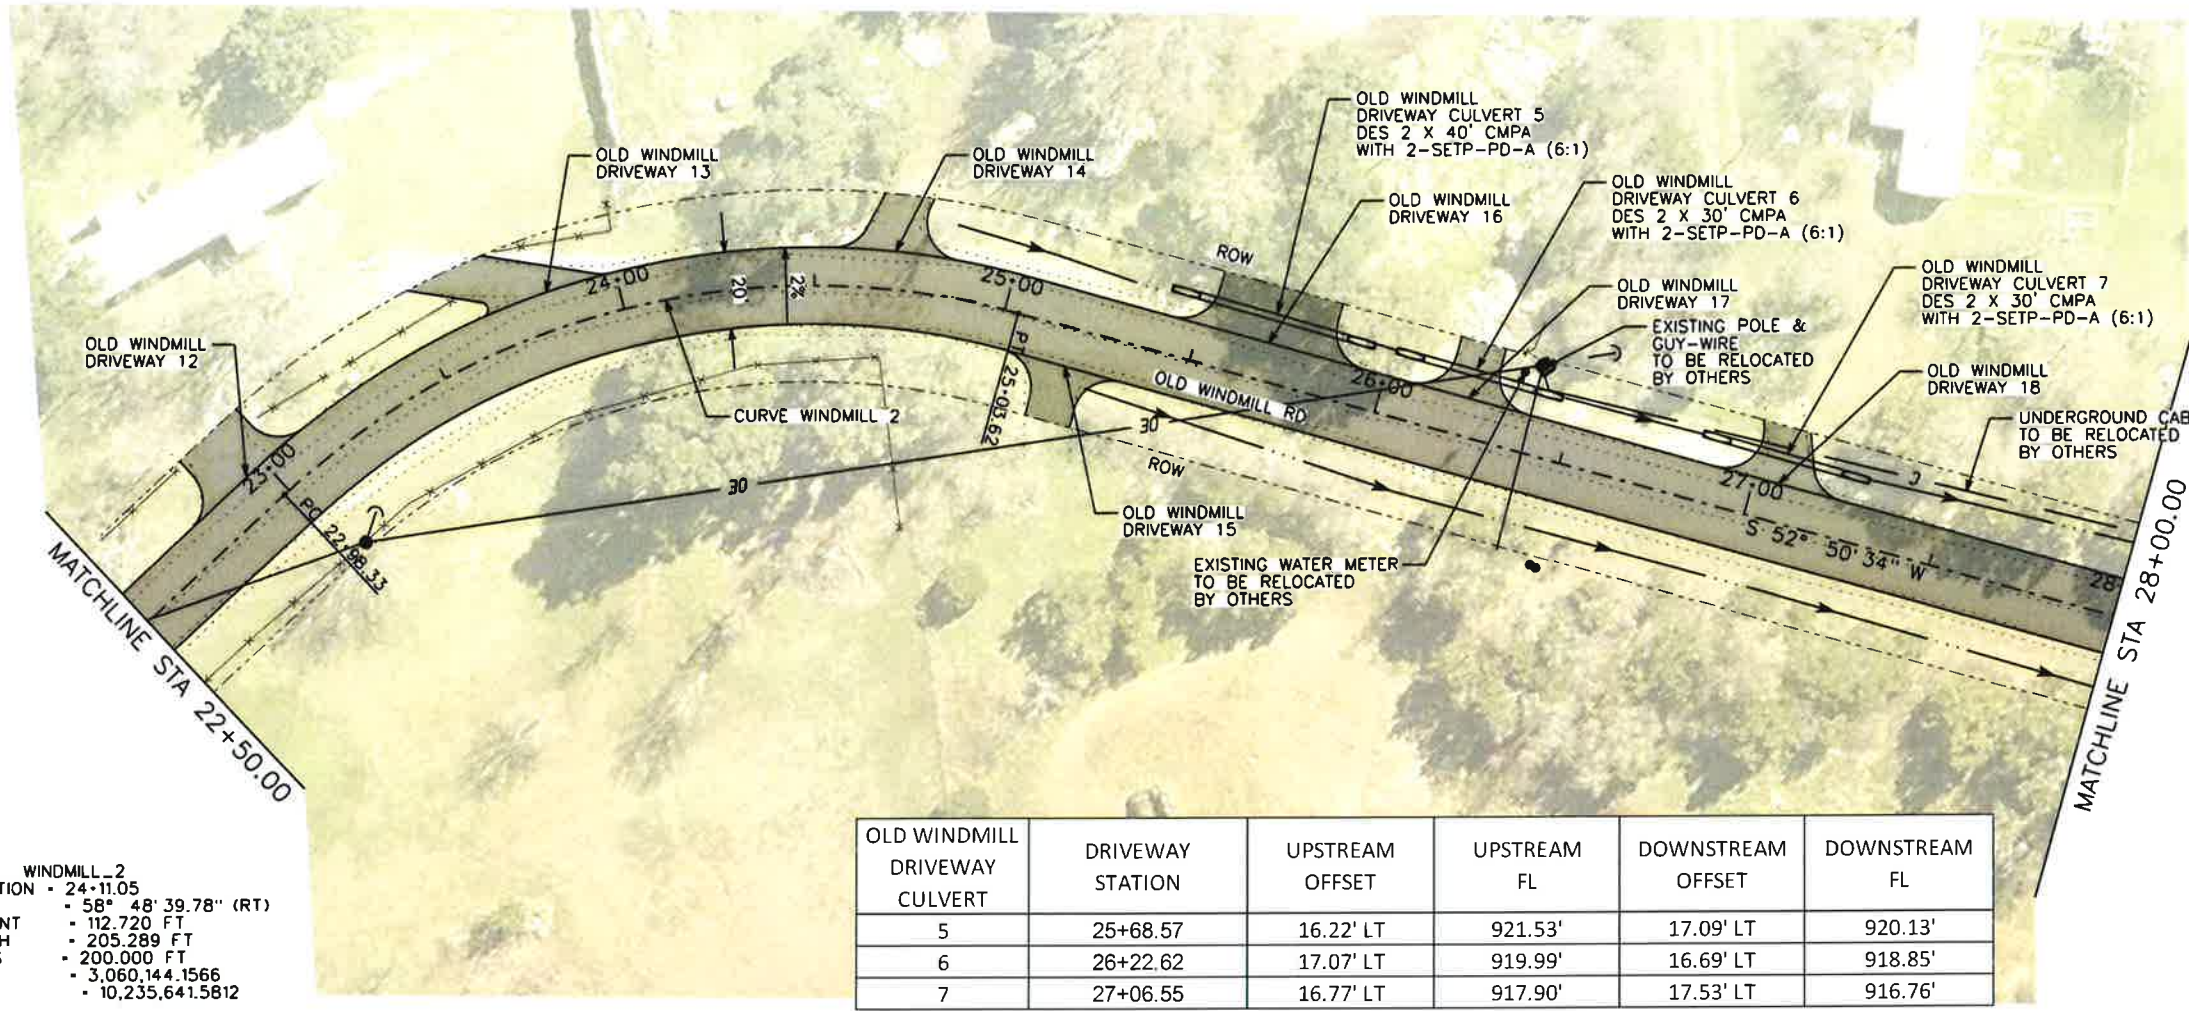 OLD WINDMILL
DRIVEWAY CULVERT 5
DES 2 X 40' CMPA
WITH 2-SETP-PD-A (6:1)
OLD WINDMILL
DRIVEWAY 13
OLD WINDMILL
DRIVEWAY 14
OLD WINDMILL
DRIVEWAY 16
OLD WINDMILL
DRIVEWAY CULVERT 6
DES 2 X 30' CMPA
WITH 2-SETP-PD-A (6:1)
ROW
OLD WINDMILL
DRIVEWAY CULVERT 7
DES 2 X 30' CMPA
WITH 2-SETP-PD-A (6:1)
OLD WINDMILL
DRIVEWAY 17
EXISTING POLE &
GUY-WIRE
TO BE RELOCATED
BY OTHERS
OLD WINDMILL
DRIVEWAY 12
OLD WINDMILL
DRIVEWAY 18
UNDERGROUND CAB
TO BE RELOCATED
BY OTHERS
23+00
24+00
20'
2%
25+00
26+00
27+00
28
PC 22+98.33
PT 25+03.62
CURVE WINDMILL 2
OLD WINDMILL RD
30
30
ROW
OLD WINDMILL
DRIVEWAY 15
EXISTING WATER METER
TO BE RELOCATED
BY OTHERS
S 52° 50' 34" W
MATCHLINE STA 22+50.00
MATCHLINE STA 28+00.00
WINDMILL_2
TION = 24+11.05
= 58° 48' 39.78" (RT)
NT = 112.720 FT
H = 205.289 FT
S = 200.000 FT
= 3,060,144.1566
= 10,235,641.5812
OLD WINDMILL DRIVEWAY CULVERT DRIVEWAY STATION UPSTREAM OFFSET UPSTREAM FL DOWNSTREAM OFFSET DOWNSTREAM FL
5 25+68.57 16.22' LT 921.53' 17.09' LT 920.13'
6 26+22.62 17.07' LT 919.99' 16.69' LT 918.85'
7 27+06.55 16.77' LT 917.90' 17.53' LT 916.76'